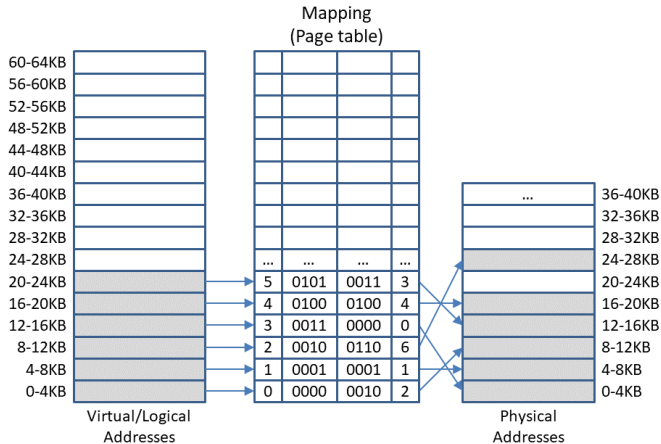 Mapping
(Page table)
60-64KB
56-60KB
52-56KB
48-52KB
44-48KB
40-44KB
36-40KB ... 36-40KB
32-36KB 32-36KB
28-32KB 28-32KB
24-28KB ... ... ... ... 24-28KB
20-24KB 5 0101 0011 3 20-24KB
16-20KB 4 0100 0100 4 16-20KB
12-16KB 3 0011 0000 0 12-16KB
8-12KB 2 0010 0110 6 8-12KB
4-8KB 1 0001 0001 1 4-8KB
0-4KB 0 0000 0010 2 0-4KB
Virtual/Logical Physical
Addresses Addresses